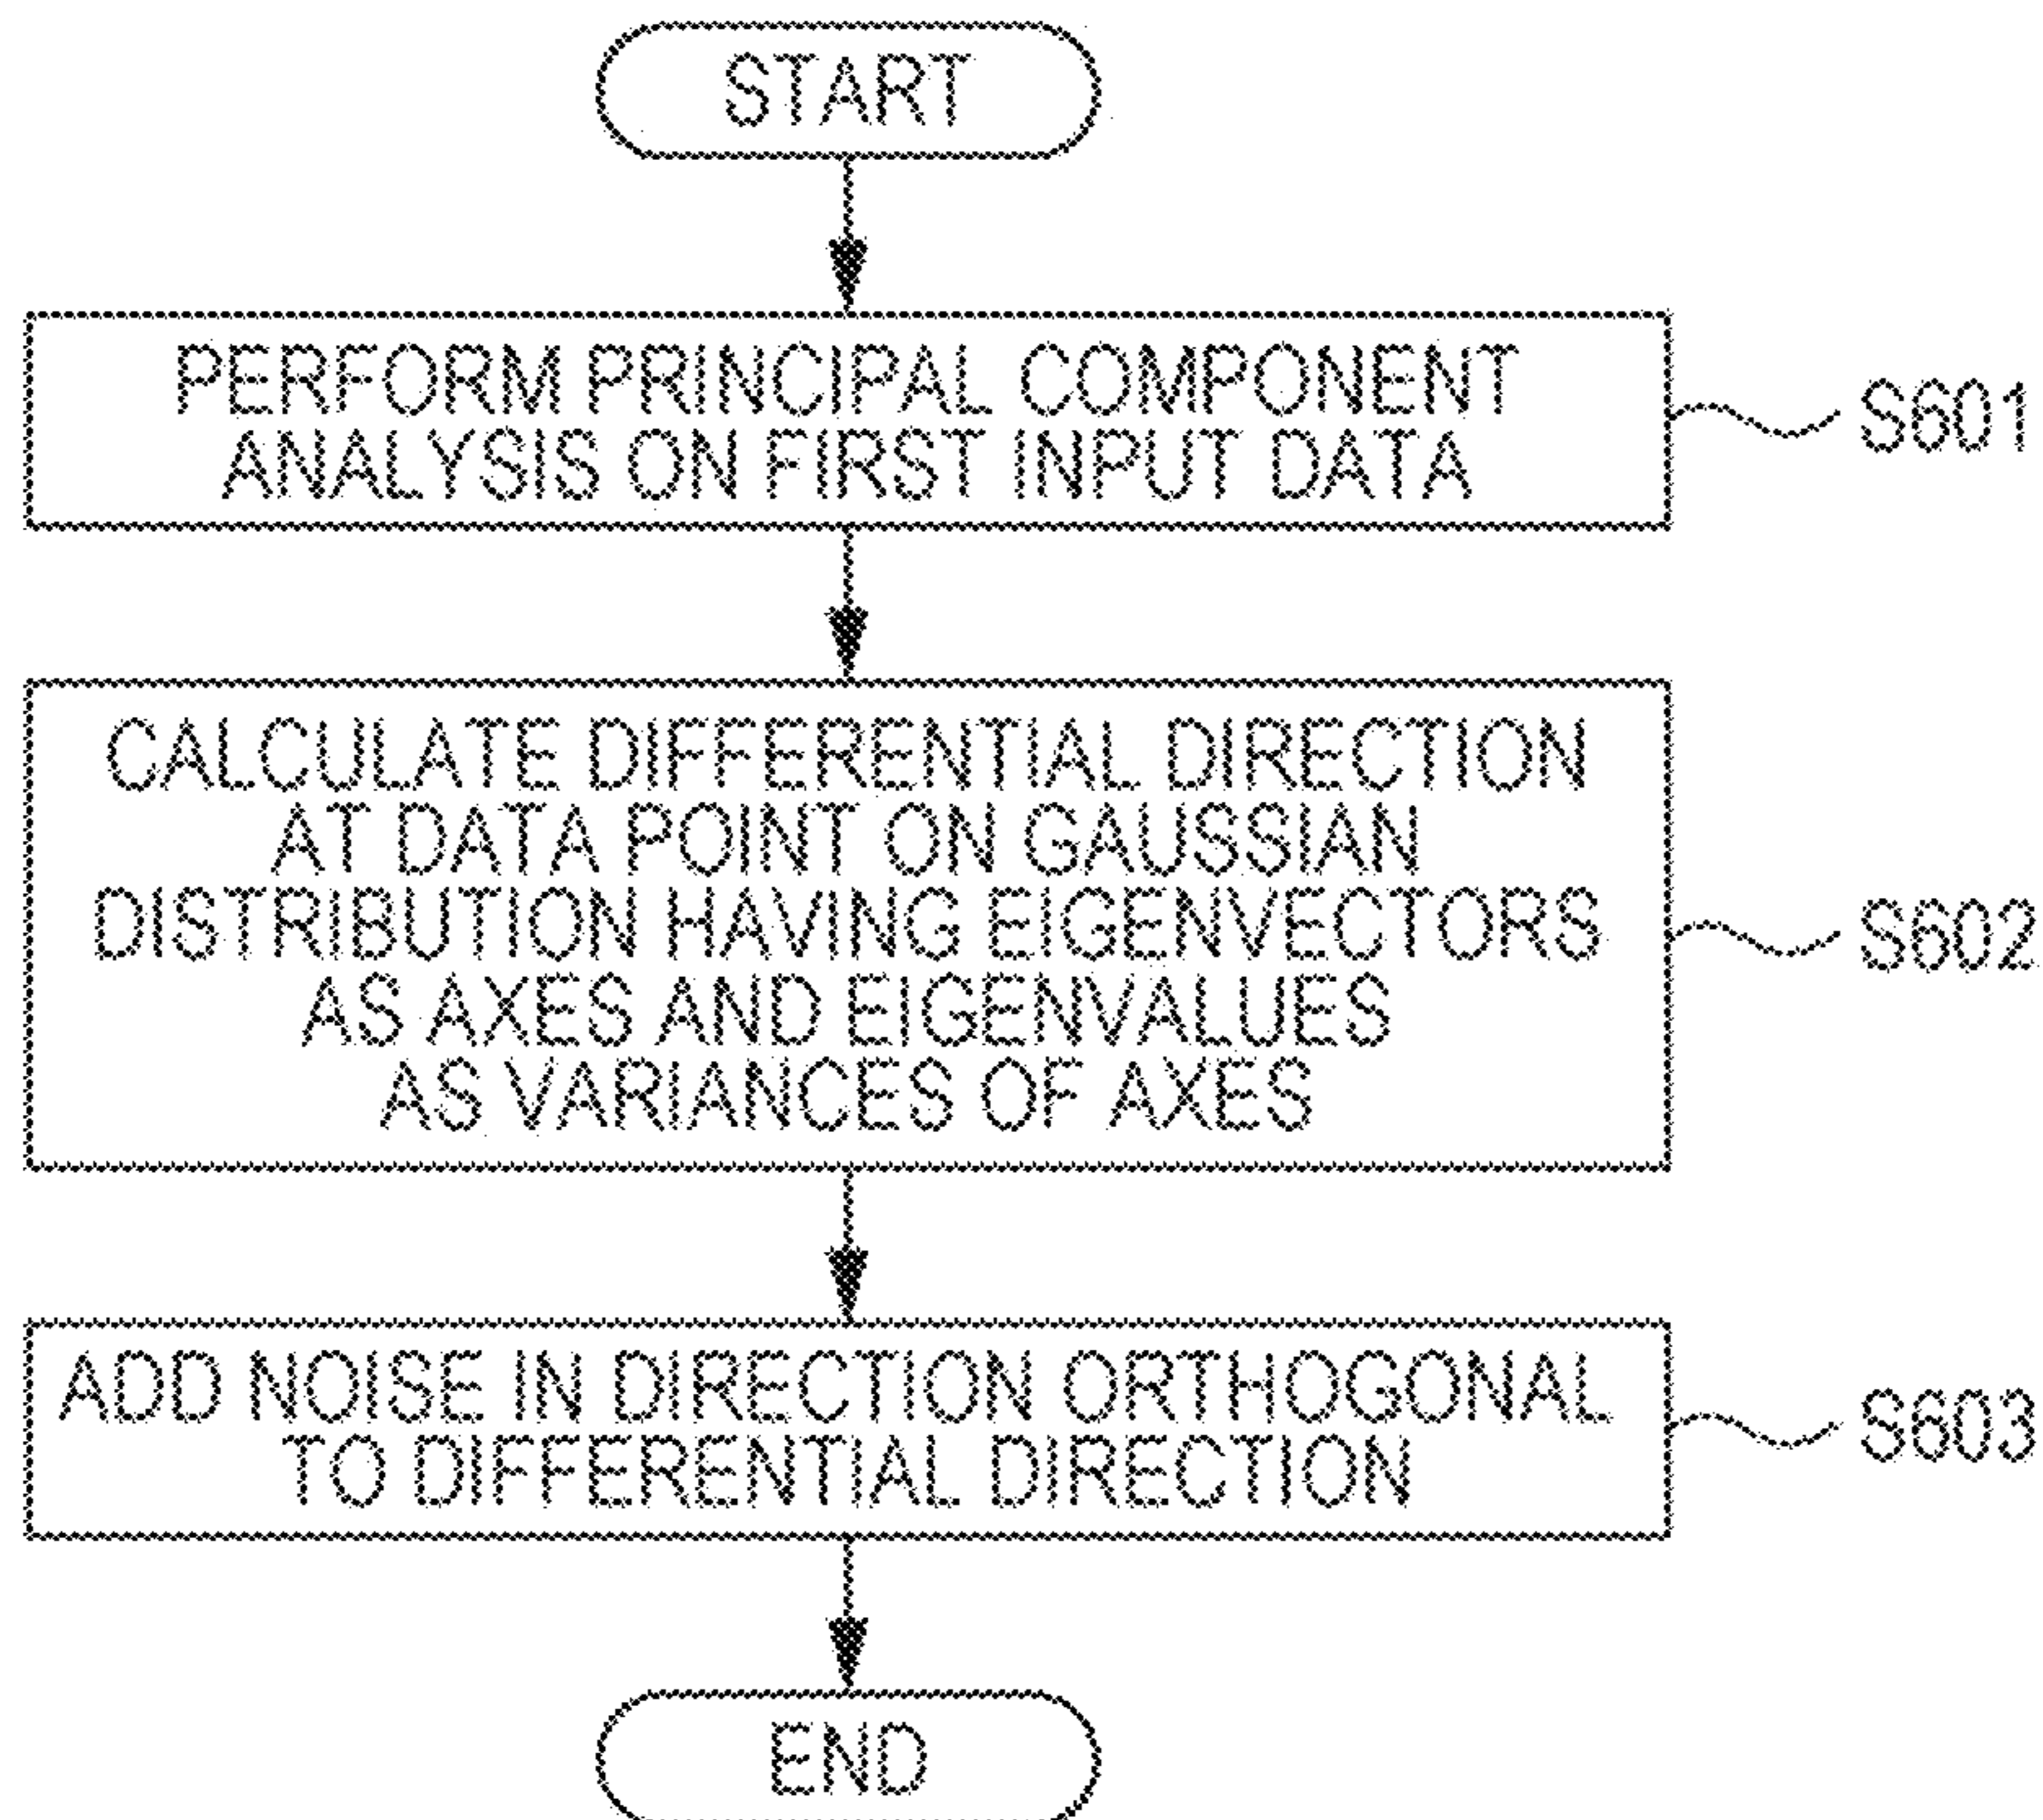 START
PERFORM PRINCIPAL COMPONENT
ANALYSIS ON FIRST INPUT DATA
S601
CALCULATE DIFFERENTIAL DIRECTION
AT DATA POINT ON GAUSSIAN
DISTRIBUTION HAVING EIGENVECTORS
AS AXES AND EIGENVALUES
AS VARIANCES OF AXES
S602
ADD NOISE IN DIRECTION ORTHOGONAL
TO DIFFERENTIAL DIRECTION
S603
END